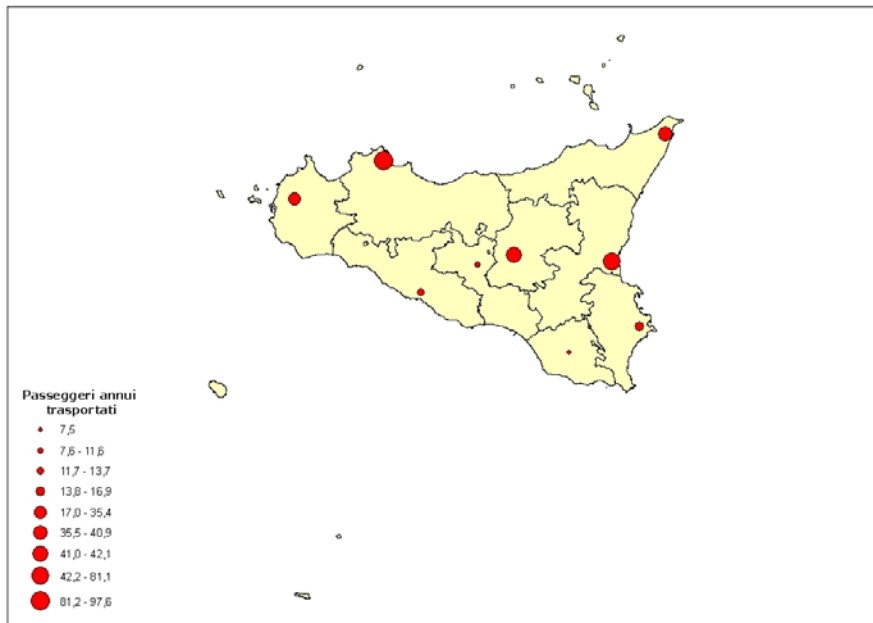 Passeggeri annui
trasportati
7,5
7,6 - 11,6
11,7 - 13,7
13,8 - 16,9
17,0 - 35,4
35,5 - 40,9
41,0 - 42,1
42,2 - 81,1
81,2 - 97,6